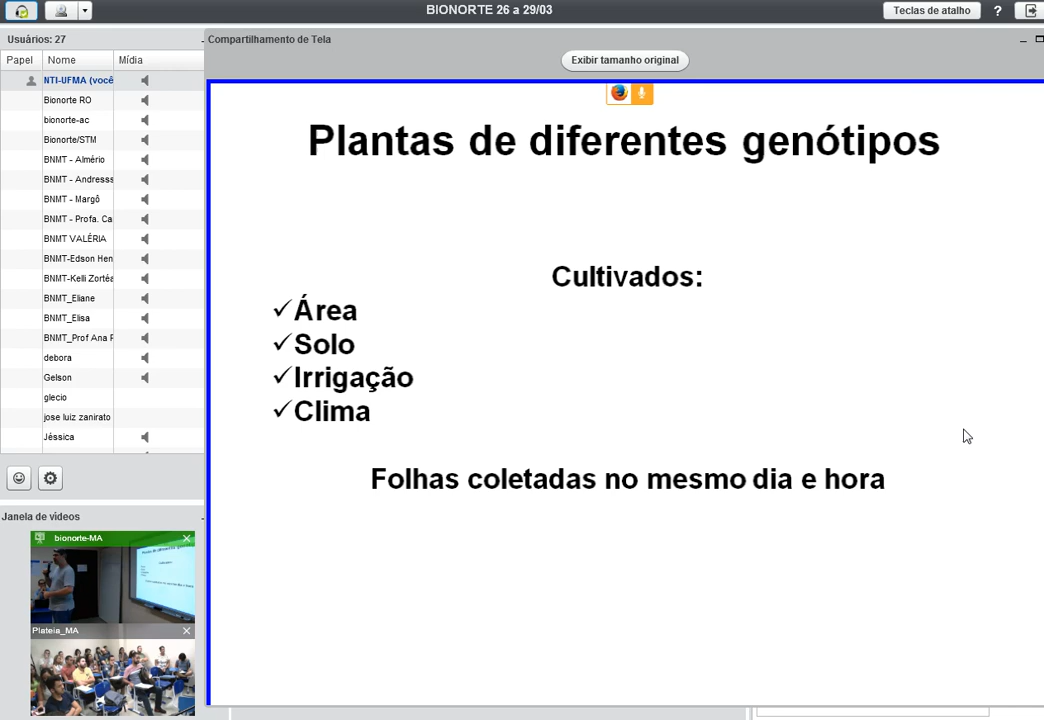 BIONORTE 26 a 29/03
Teclas de atalho
?
Usuários: 27
Compartilhamento de Tela
Papel Nome Mídia
Exibir tamanho original
NTI-UFMA (você
Bionorte RO
bionorte-ac
Bionorte/STM
BNMT - Almério
BNMT - Andresss
BNMT - Margô
BNMT - Profa. Ca
BNMT VALÉRIA
BNMT-Edson Hen
BNMT-Kelli Zortéa
BNMT_Eliane
BNMT_Elisa
BNMT_Prof Ana P
debora
Gelson
glecio
jose luiz zanirato
Jéssica
Plantas de diferentes genótipos
Cultivados:
✓Área
✓Solo
✓Irrigação
✓Clima
Folhas coletadas no mesmo dia e hora
Janela de vídeos
bionorte-MA
Plateia_MA